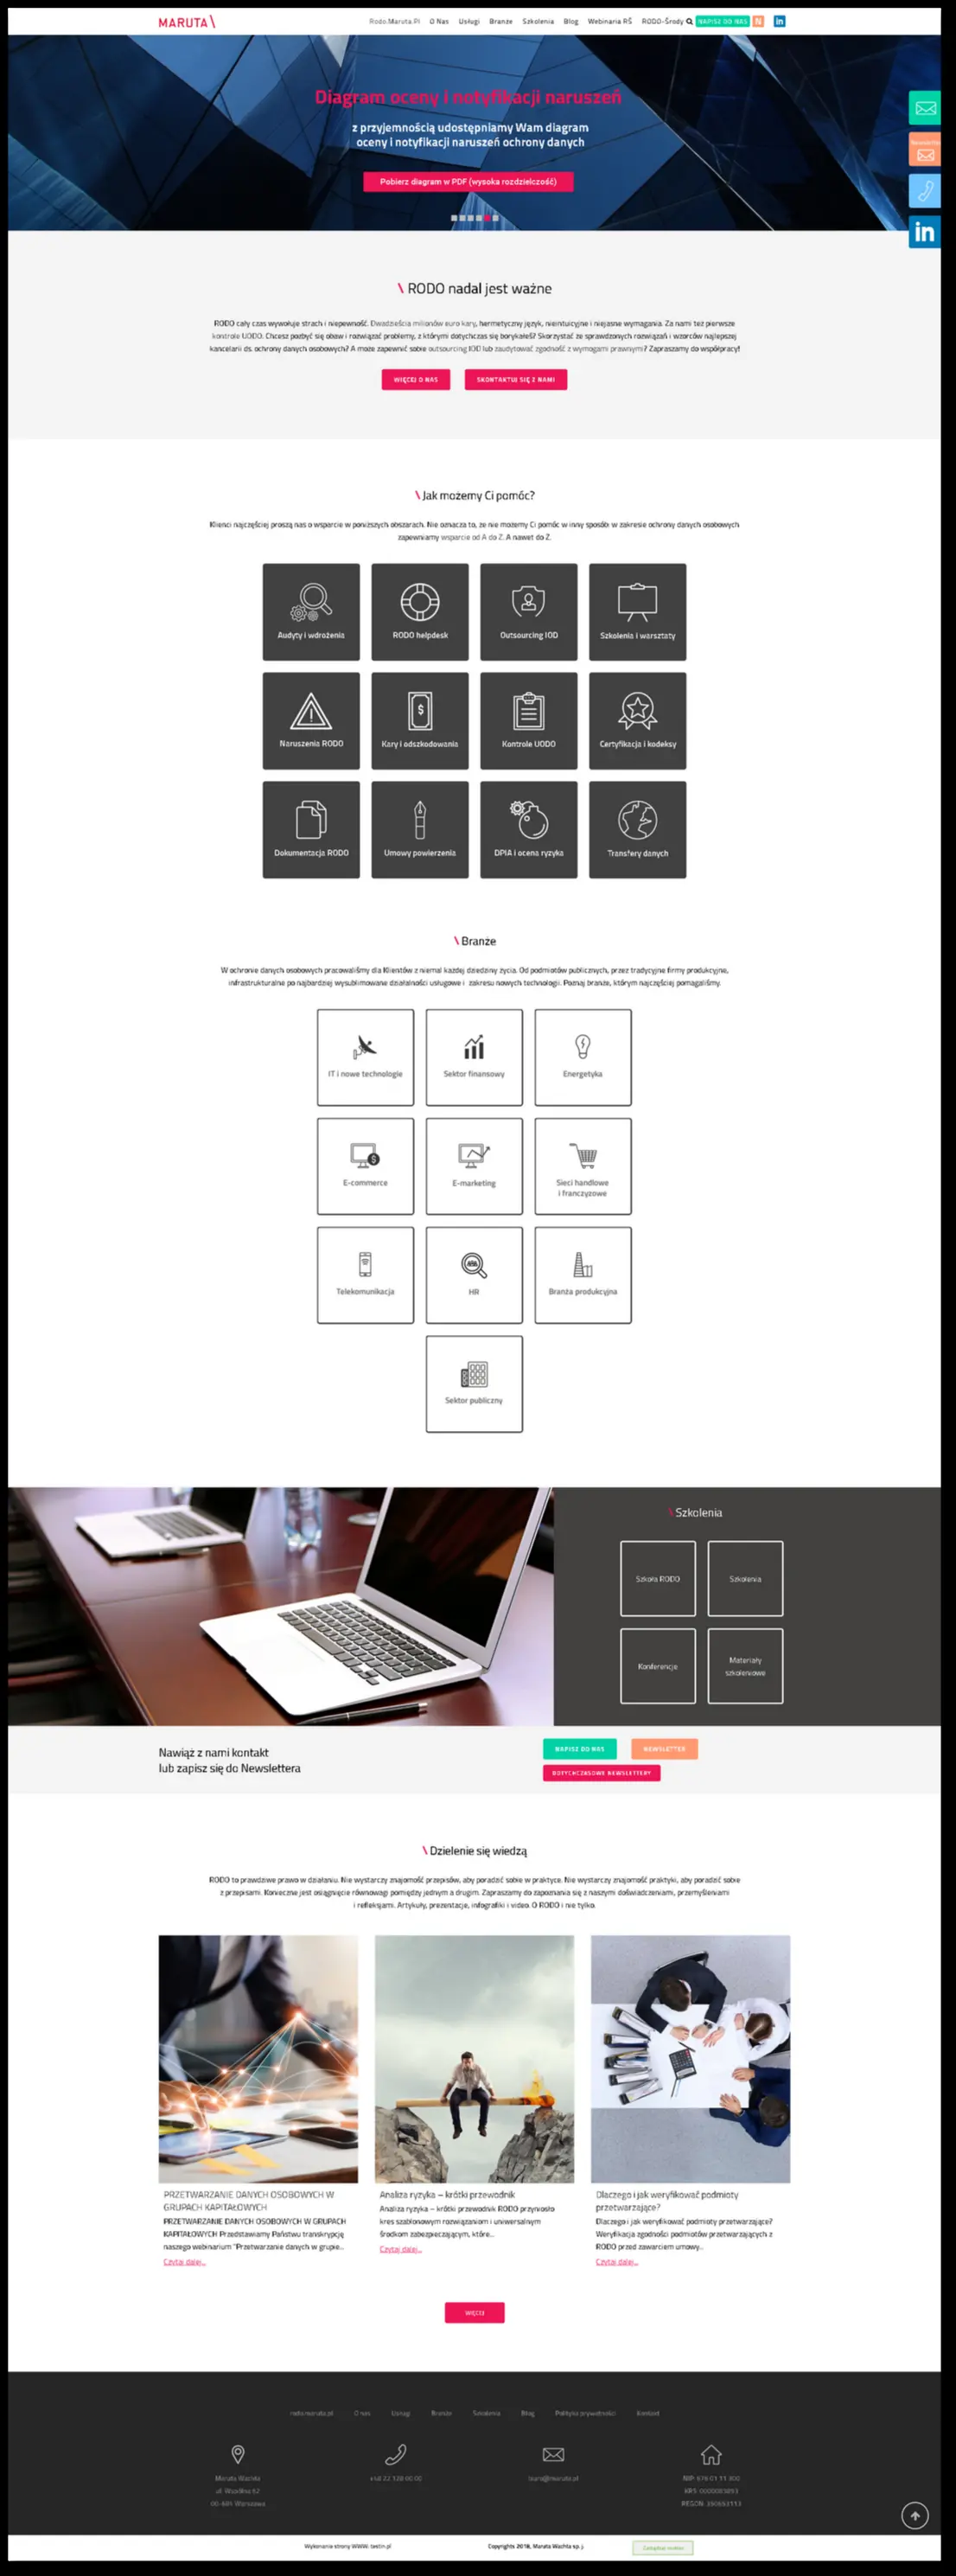 MARUTA\
Rodo.Maruta.Pl O Nas Usługi Branże Szkolenia Blog Webinaria RŚ RODO-Środy NAPISZ DO NAS N in
Diagram oceny i notyfikacji naruszeń
z przyjemnością udostępniamy Wam diagram
oceny i notyfikacji naruszeń ochrony danych
Pobierz diagram w PDF (wysoka rozdzielczość)
in
\ RODO nadal jest ważne
RODO cały czas wywołuje strach i niepewność. Dwadzieścia milionów euro kary, hermetyczny język, nieintuicyjne i niejasne wymagania. Za nami też pierwsze
kontrole UODO. Chcesz pozbyć się obaw i rozwiązać problemy, z którymi dotychczas się borykałeś? Skorzystać ze sprawdzonych rozwiązań i wzorców najlepszej
kancelarii ds. ochrony danych osobowych? A może zapewnić sobie outsourcing IOD lub zaudytować zgodność z wymogami prawnymi? Zapraszamy do współpracy!
WIĘCEJ O NAS SKONTAKTUJ SIĘ Z NAMI
\ Jak możemy Ci pomóc?
Klienci najczęściej proszą nas o wsparcie w poniższych obszarach. Nie oznacza to, że nie możemy Ci pomóc w inny sposób: w zakresie ochrony danych osobowych
zapewniamy wsparcie od A do Z. A nawet do Ż.
Audyty i wdrożenia RODO helpdesk Outsourcing IOD Szkolenia i warsztaty
Naruszenia RODO Kary i odszkodowania Kontrole UODO Certyfikacja i kodeksy
Dokumentacja RODO Umowy powierzenia DPIA i ocena ryzyka Transfery danych
\ Branże
W ochronie danych osobowych pracowaliśmy dla Klientów z niemal każdej dziedziny życia. Od podmiotów publicznych, przez tradycyjne firmy produkcyjne,
infrastrukturalne po najbardziej wysublimowane działalności usługowe i zakresu nowych technologii. Poznaj branże, którym najczęściej pomagaliśmy.
IT i nowe technologie Sektor finansowy Energetyka
E-commerce E-marketing Sieci handlowe
i franczyzowe
Telekomunikacja HR Branża produkcyjna
Sektor publiczny
\ Szkolenia
Szkoła RODO Szkolenia
Konferencje Materiały
szkoleniowe
Nawiąż z nami kontakt
lub zapisz się do Newslettera
NAPISZ DO NAS NEWSLETTER
DOTYCHCZASOWE NEWSLETTERY
\ Dzielenie się wiedzą
RODO to prawdziwe prawo w działaniu. Nie wystarczy znajomość przepisów, aby poradzić sobie w praktyce. Nie wystarczy znajomość praktyki, aby poradzić sobie
z przepisami. Konieczne jest osiągnięcie równowagi pomiędzy jednym a drugim. Zapraszamy do zapoznania się z naszymi doświadczeniami, przemyśleniami
i refleksjami. Artykuły, prezentacje, infografiki i video. O RODO i nie tylko.
PRZETWARZANIE DANYCH OSOBOWYCH W
GRUPACH KAPITAŁOWYCH
PRZETWARZANIE DANYCH OSOBOWYCH W GRUPACH
KAPITAŁOWYCH Przedstawiamy Państwu transkrypcję
naszego webinarium "Przetwarzanie danych w grupie...
Czytaj dalej...
Analiza ryzyka – krótki przewodnik
Analiza ryzyka – krótki przewodnik RODO przyniosło
kres szablonowym rozwiązaniom i uniwersalnym
środkom zabezpieczającym, które...
Czytaj dalej...
Dlaczego i jak weryfikować podmioty
przetwarzające?
Dlaczego i jak weryfikować podmioty przetwarzające?
Weryfikacja zgodności podmiotów przetwarzających z
RODO przed zawarciem umowy...
Czytaj dalej...
WIĘCEJ
rodo.maruta.pl O nas Usługi Branże Szkolenia Blog Polityka prywatności Kontakt
Maruta Wachta
ul. Wspólna 62
00-684 Warszawa
biuro@maruta.pl
Wykonanie strony WWW: Copyrights 2018, Maruta Wachta sp. j.